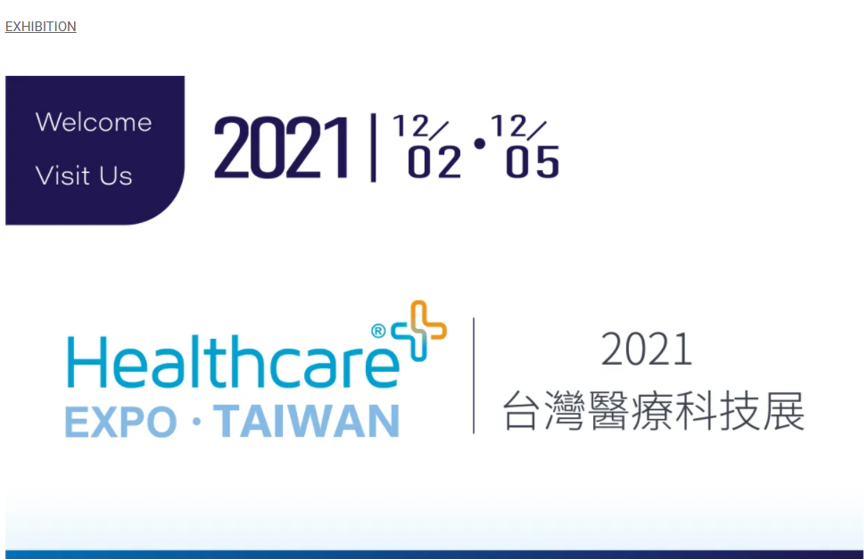 EXHIBITION
Welcome
Visit Us
2021 | 12/02 · 12/05
Healthcare®
EXPO · TAIWAN
2021
台灣醫療科技展